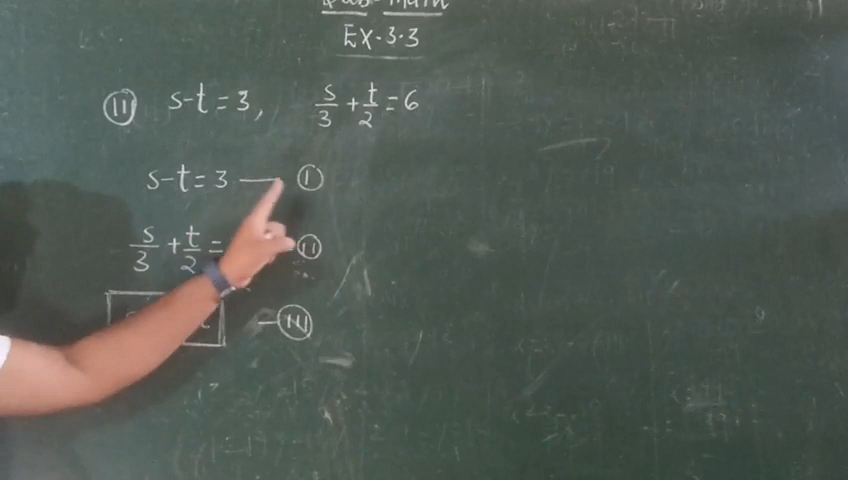 EX.3.3
(ii) s-t=3, s/3 + t/2 = 6
s-t=3 — (i)
s/3 + t/2 = (ii)
— (iii)